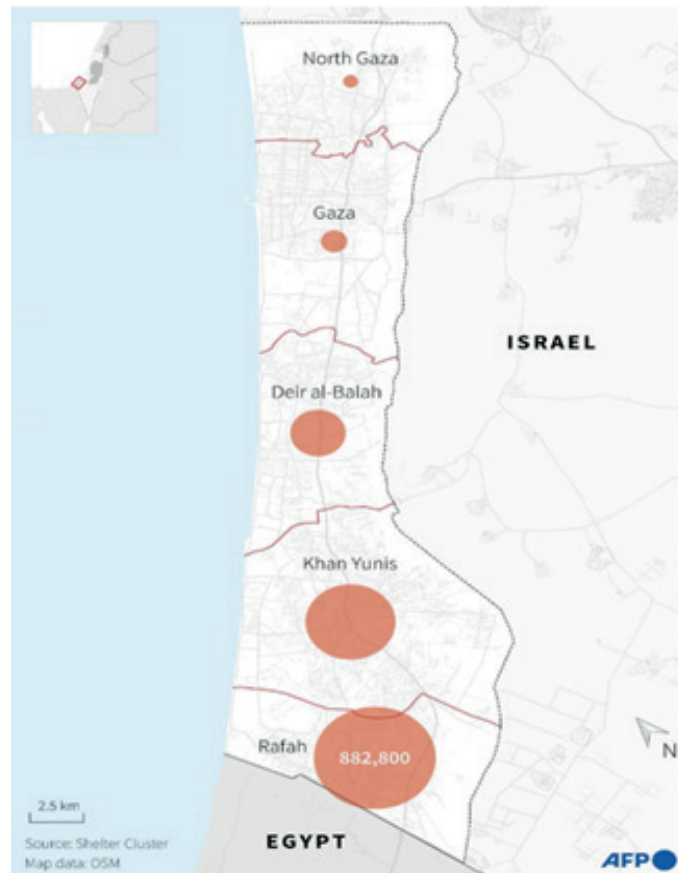 North Gaza
Gaza
ISRAEL
Deir al-Balah
Khan Yunis
Rafah
882,800
N
2.5 km
EGYPT
Source: Shelter Cluster
Map data: OSM
AFP